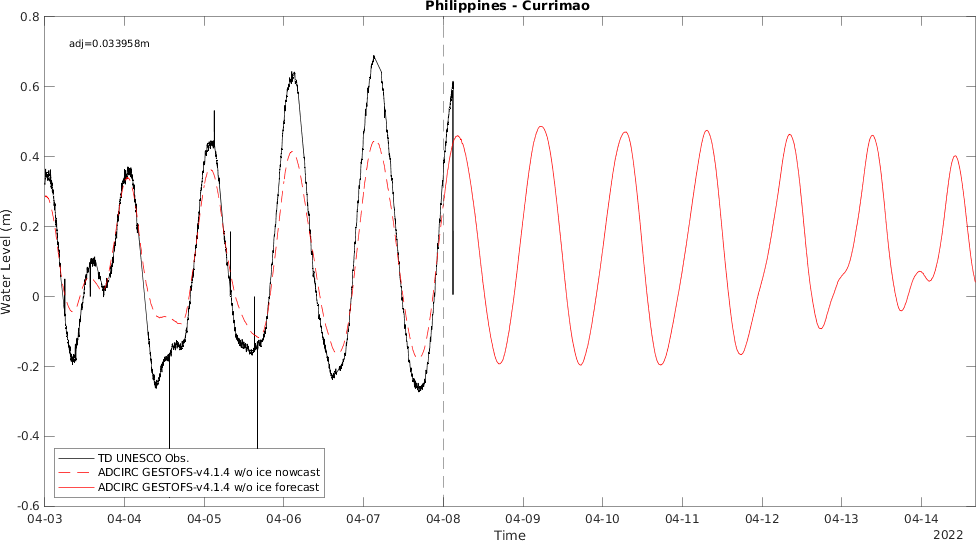 Philippines - Currimao
adj=0.033958m
Water Level (m)
0.8
0.6
0.4
0.2
0
-0.2
-0.4
-0.6
TD UNESCO Obs.
ADCIRC GESTOFS-v4.1.4 w/o ice nowcast
ADCIRC GESTOFS-v4.1.4 w/o ice forecast
04-03 04-04 04-05 04-06 04-07 04-08 04-09 04-10 04-11 04-12 04-13 04-14
Time
2022